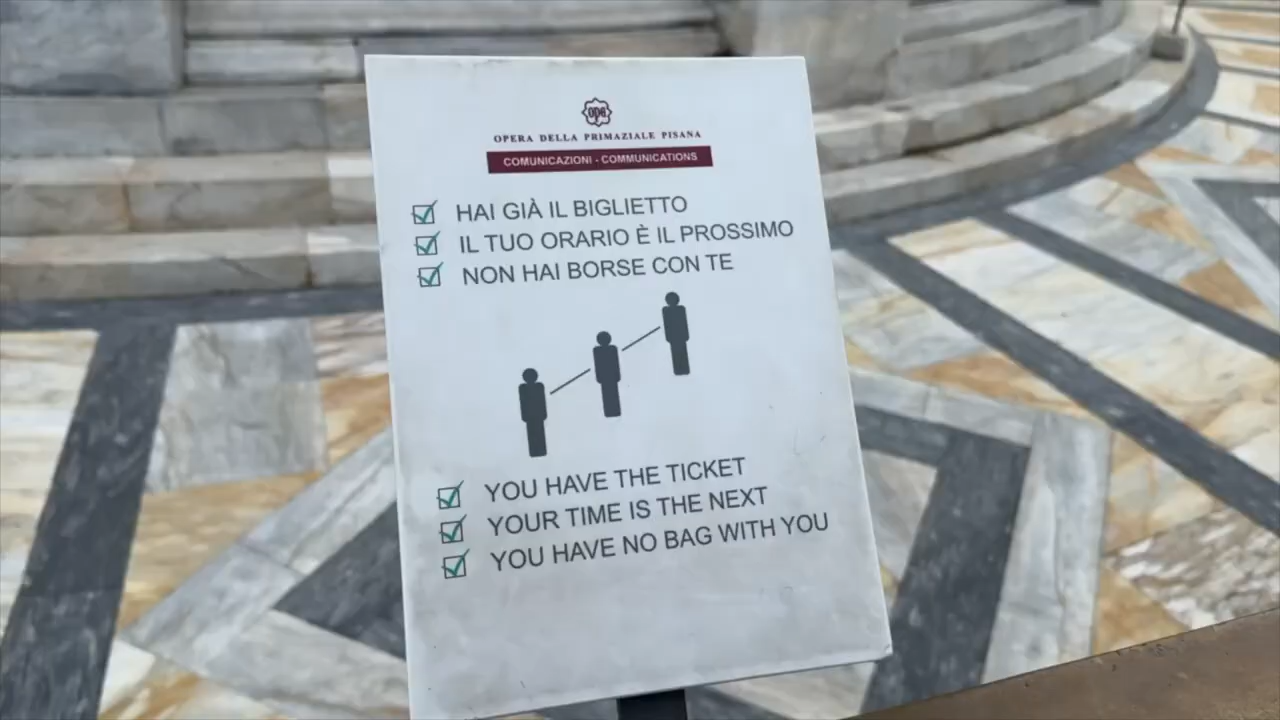 opa
OPERA DELLA PRIMAZIALE PISANA
COMUNICAZIONI - COMMUNICATIONS
HAI GIÀ IL BIGLIETTO
IL TUO ORARIO È IL PROSSIMO
NON HAI BORSE CON TE
YOU HAVE THE TICKET
YOUR TIME IS THE NEXT
YOU HAVE NO BAG WITH YOU